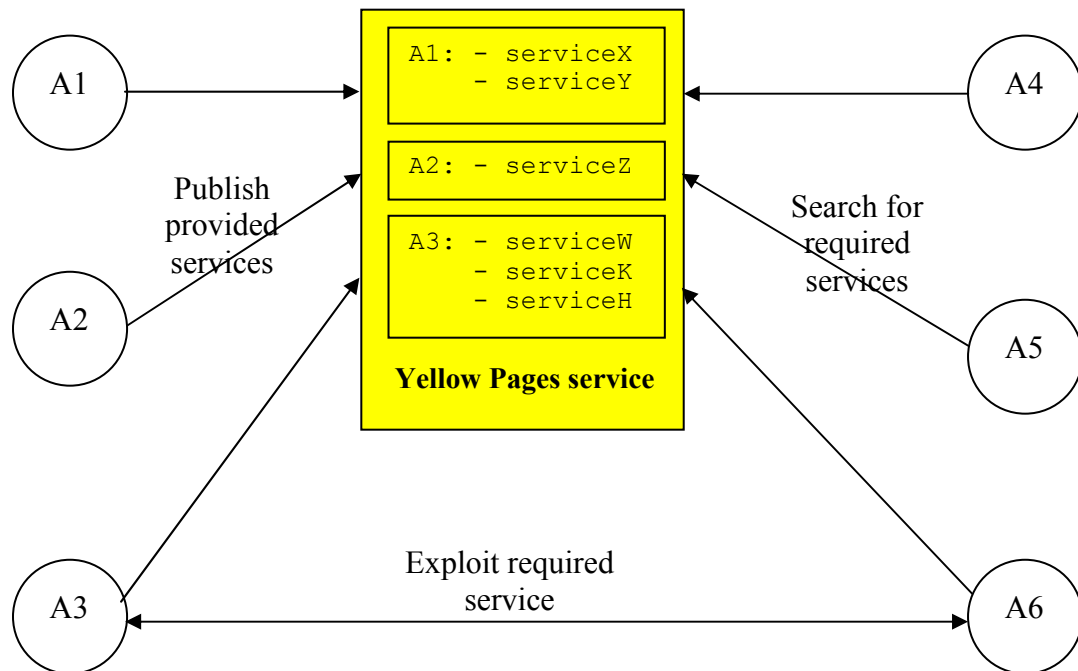 A1
A1: - serviceX
- serviceY
A4
A2: - serviceZ
Publish
provided
services
Search for
required
services
A3: - serviceW
- serviceK
- serviceH
A2
A5
Yellow Pages service
Exploit required
service
A3
A6